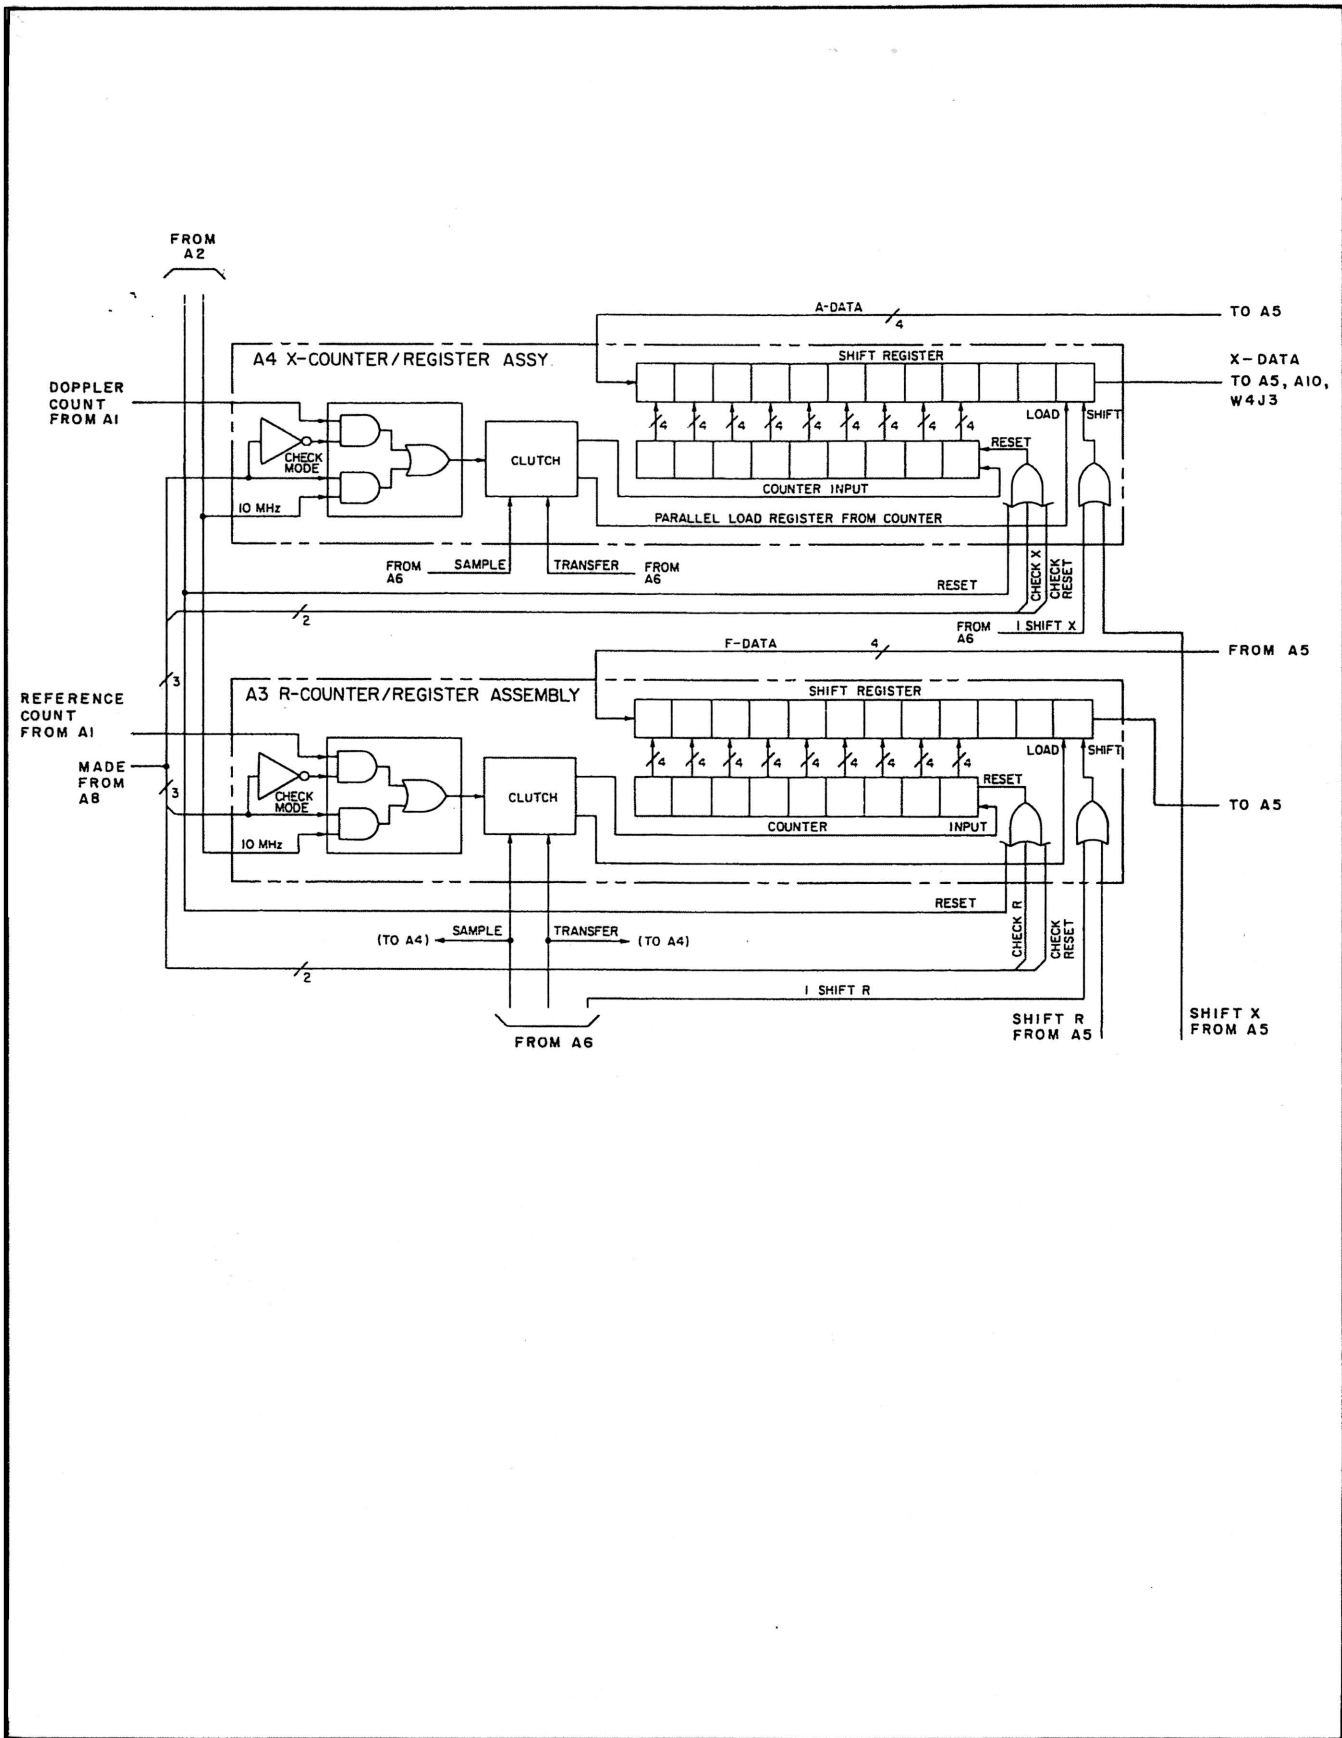 FROM
A2
A-DATA
4
TO A5
A4 X-COUNTER/REGISTER ASSY.
SHIFT REGISTER
X-DATA
TO A5, A10,
W4J3
DOPPLER
COUNT
FROM A1
LOAD
SHIFT
4 4 4 4 4 4 4 4 4
RESET
CHECK
MODE
CLUTCH
COUNTER INPUT
10 MHz
PARALLEL LOAD REGISTER FROM COUNTER
FROM
A6
SAMPLE
TRANSFER
FROM
A6
RESET
CHECK X
CHECK
RESET
2
FROM
A6
1 SHIFT X
F-DATA
4
FROM A5
3
A3 R-COUNTER/REGISTER ASSEMBLY
SHIFT REGISTER
REFERENCE
COUNT
FROM A1
LOAD
SHIFT
4 4 4 4 4 4 4 4 4
MADE
FROM
A8
3
RESET
CHECK
MODE
CLUTCH
TO A5
COUNTER
INPUT
10 MHz
RESET
CHECK R
CHECK
RESET
(TO A4)
SAMPLE
TRANSFER
(TO A4)
2
1 SHIFT R
FROM A6
SHIFT R
FROM A5
SHIFT X
FROM A5